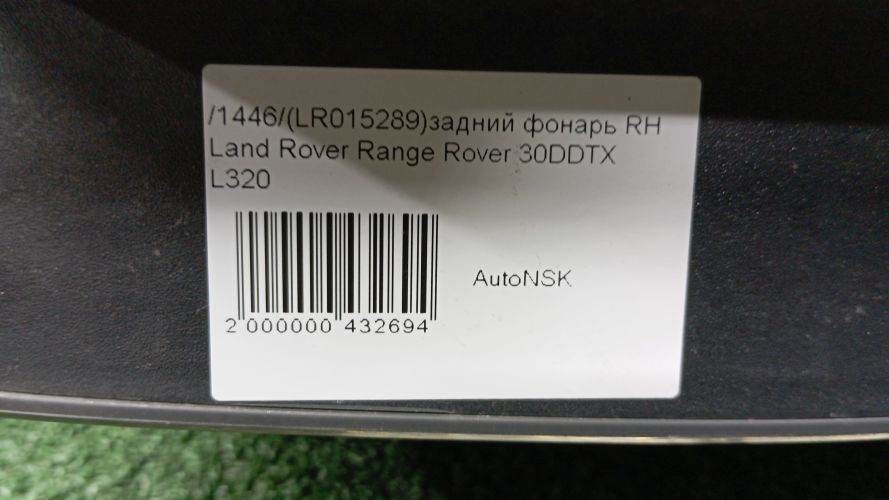 /1446/(LR015289)задний фонарь RH
Land Rover Range Rover 30DDTX
L320
AutoNSK
2 000000 432694